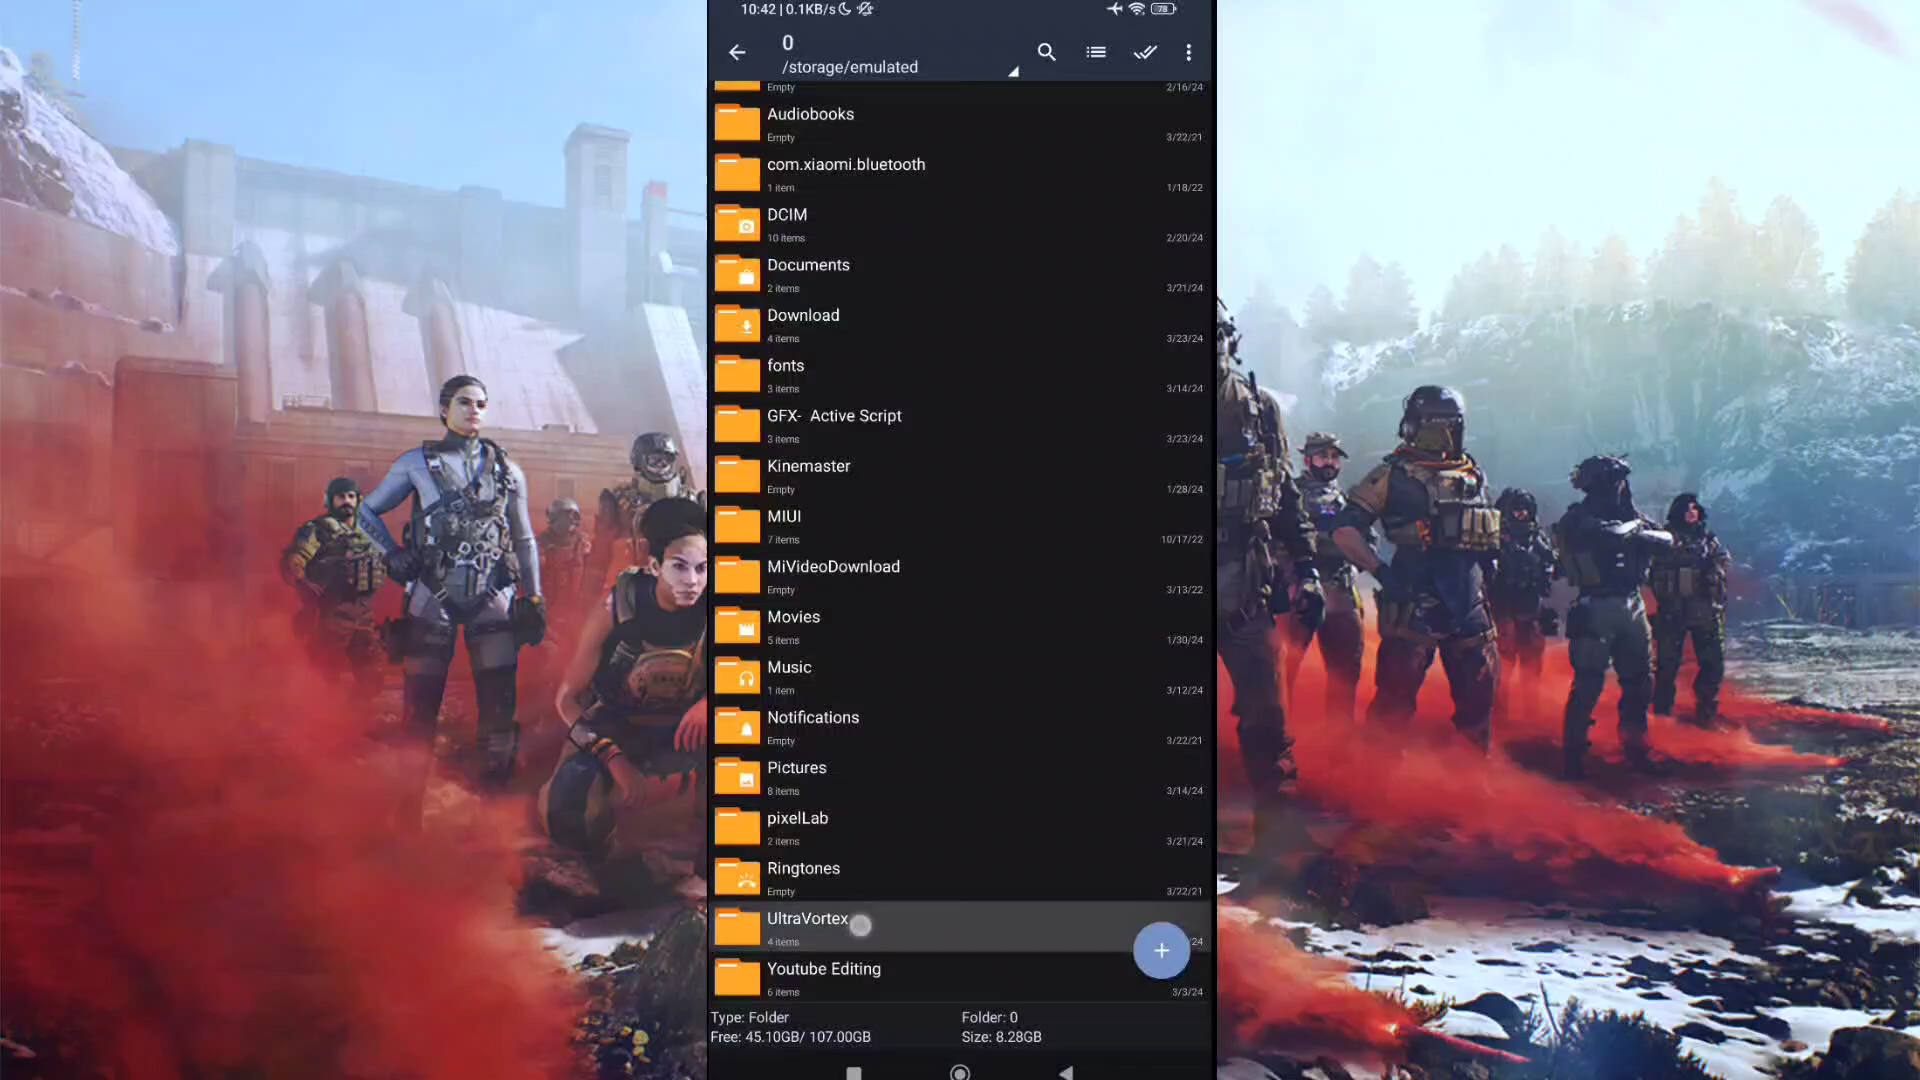 10:42 | 0.1KB/s
78
0
/storage/emulated
Empty 2/16/24
Audiobooks
Empty 3/22/21
com.xiaomi.bluetooth
1 item 1/18/22
DCIM
10 items 2/20/24
Documents
2 items 3/21/24
Download
4 items 3/23/24
fonts
3 items 3/14/24
GFX-  Active Script
3 items 3/23/24
Kinemaster
Empty 1/28/24
MIUI
7 items 10/17/22
MiVideoDownload
Empty 3/13/22
Movies
5 items 1/30/24
Music
1 item 3/12/24
Notifications
Empty 3/22/21
Pictures
8 items 3/14/24
pixelLab
2 items 3/21/24
Ringtones
Empty 3/22/21
UltraVortex
4 items 24
Youtube Editing
6 items 3/3/24
Type: Folder Folder: 0
Free: 45.10GB/ 107.00GB Size: 8.28GB